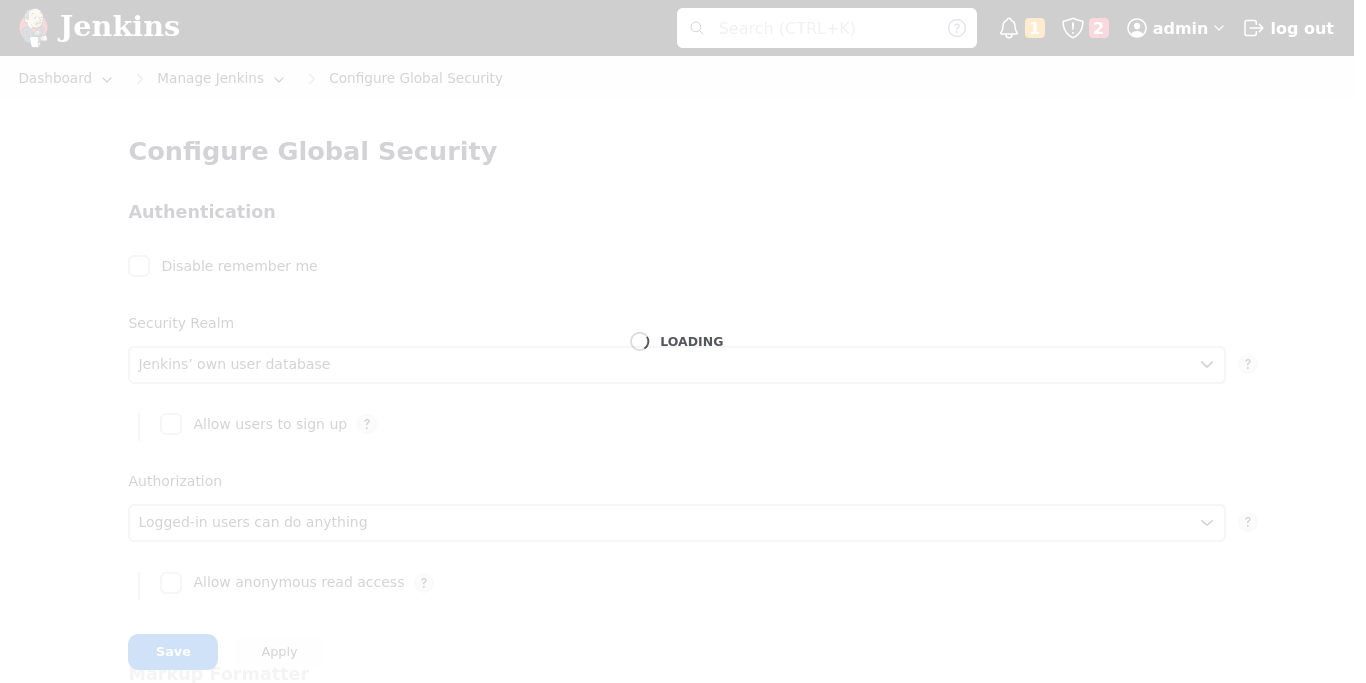 Jenkins
Search (CTRL+K)
?
1
2
admin
log out
Dashboard
Manage Jenkins
Configure Global Security
Configure Global Security
Authentication
Disable remember me
Security Realm
LOADING
Jenkins’ own user database
?
Allow users to sign up
?
Authorization
Logged-in users can do anything
?
Allow anonymous read access
?
Save
Apply
Markup Formatter